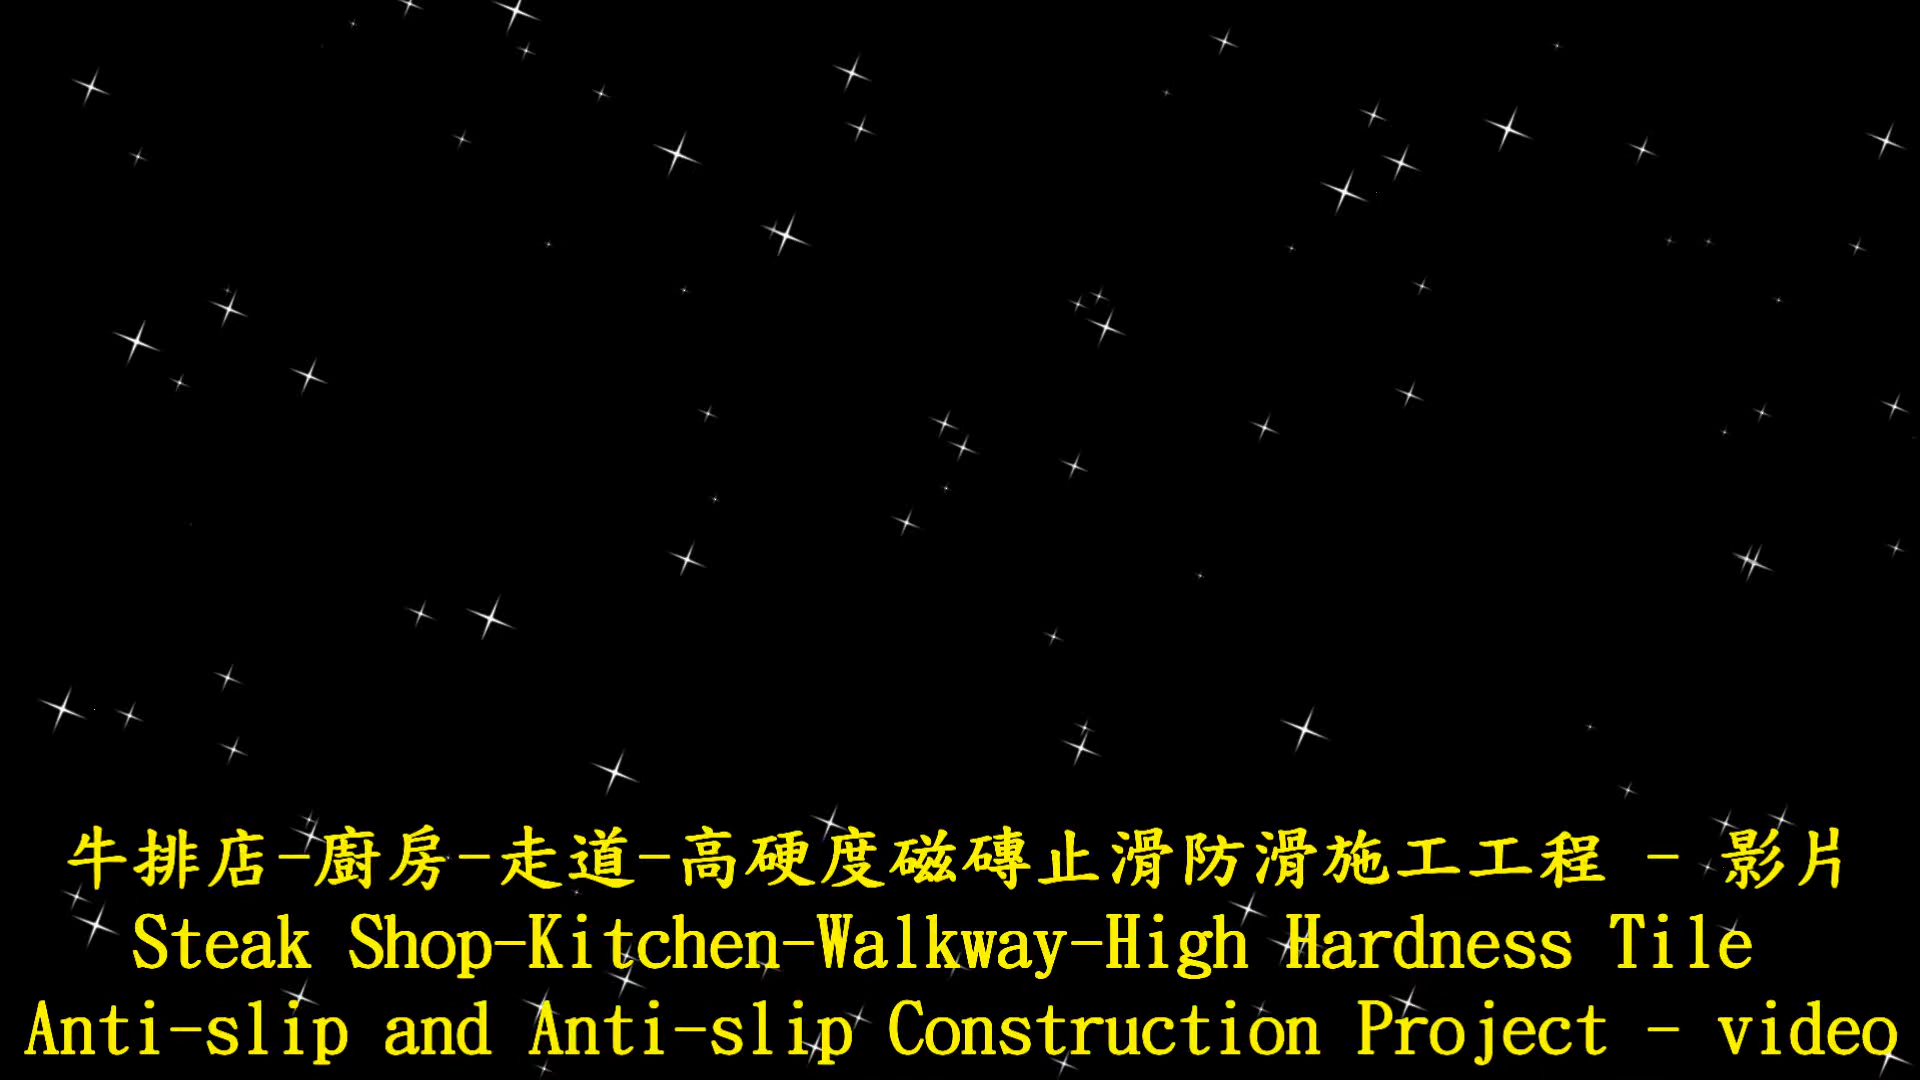 牛排店-廚房-走道-高硬度磁磚止滑防滑施工工程 - 影片
Steak Shop-Kitchen-Walkway-High Hardness Tile
Anti-slip and Anti-slip Construction Project - video